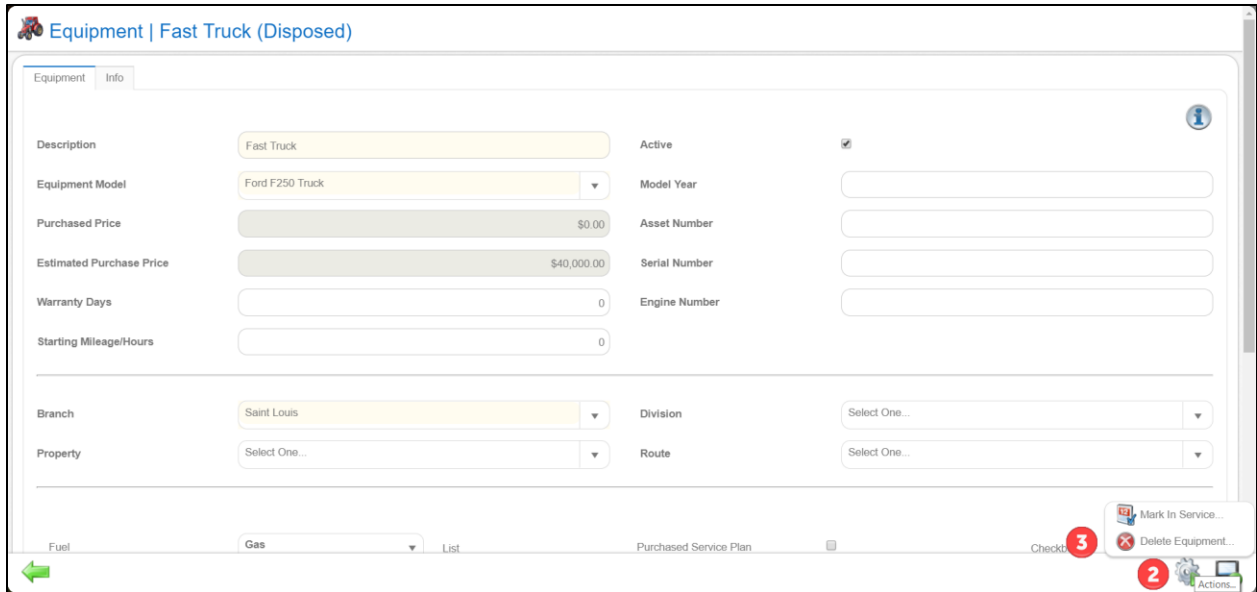 Equipment | Fast Truck (Disposed)
Equipment Info
Description Fast Truck Active
Equipment Model Ford F250 Truck Model Year
Purchased Price $0.00 Asset Number
Estimated Purchase Price $40,000.00 Serial Number
Warranty Days 0 Engine Number
Starting Mileage/Hours 0
Branch Saint Louis Division Select One...
Property Select One... Route Select One...
Mark In Service...
Fuel Gas List Purchased Service Plan 3 Delete Equipment...
2 Actions...